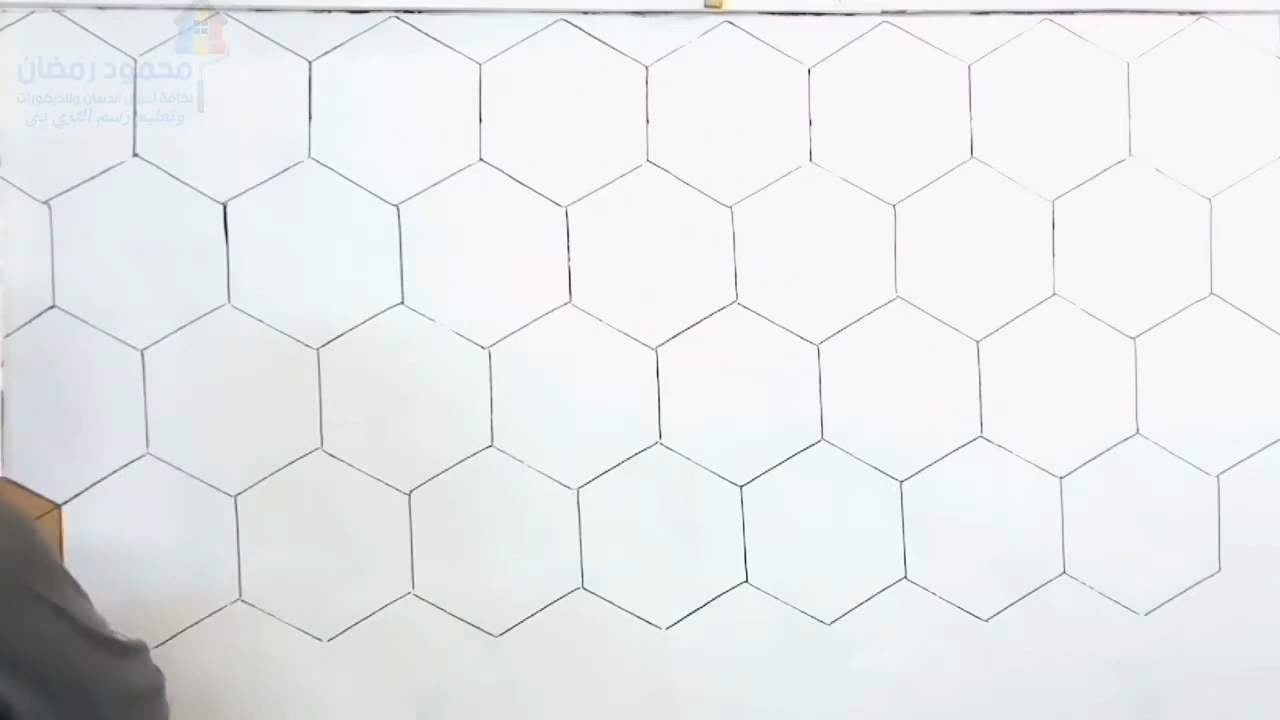 محمود رمضان
لكافة أعمال الدهان والديكورات
وتعليم رسم الثري دي